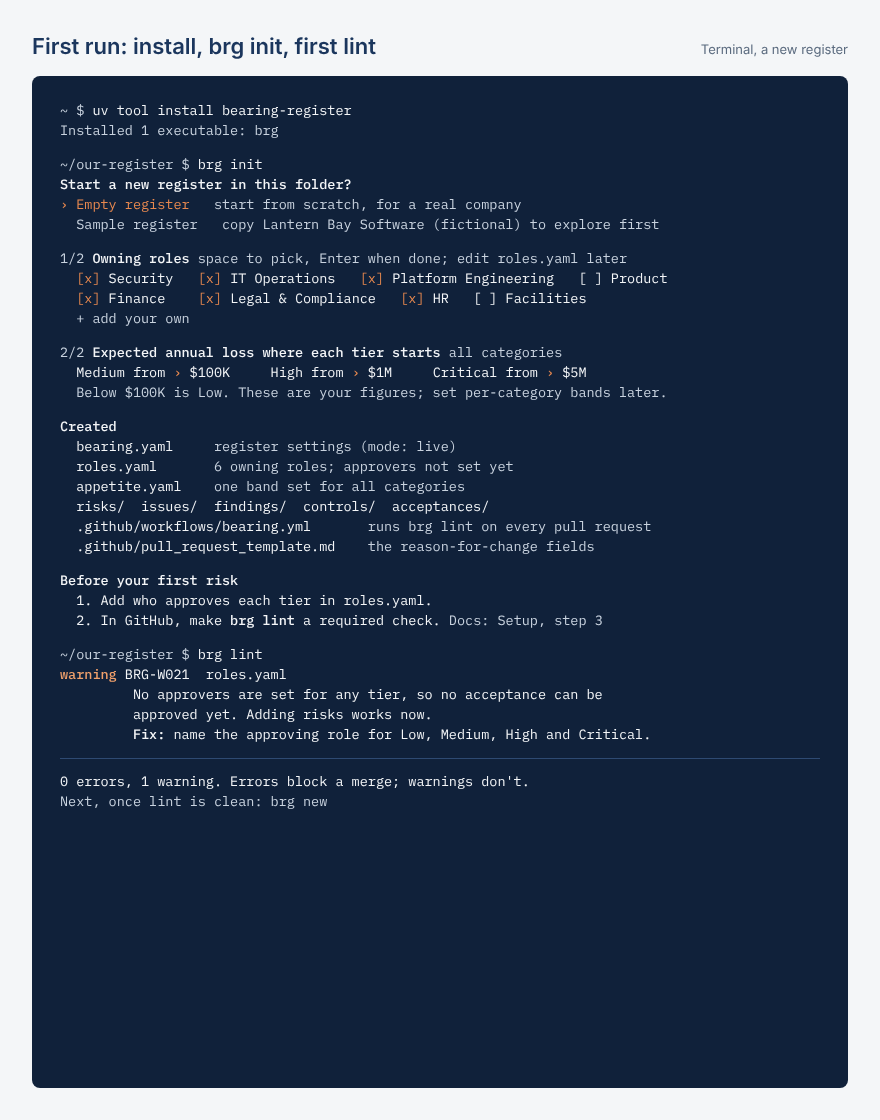 First run: install, brg init, first lint
Terminal, a new register
~ $ uv tool install bearing-register
Installed 1 executable: brg
~/our-register $ brg init
Start a new register in this folder?
› Empty register   start from scratch, for a real company
Sample register   copy Lantern Bay Software (fictional) to explore first
1/2 Owning roles space to pick, Enter when done; edit roles.yaml later
[x] Security   [x] IT Operations   [x] Platform Engineering   [ ] Product
[x] Finance    [x] Legal & Compliance   [x] HR   [ ] Facilities
+ add your own
2/2 Expected annual loss where each tier starts all categories
Medium from › $100K     High from › $1M     Critical from › $5M
Below $100K is Low. These are your figures; set per-category bands later.
Created
bearing.yaml     register settings (mode: live)
roles.yaml       6 owning roles; approvers not set yet
appetite.yaml    one band set for all categories
risks/  issues/  findings/  controls/  acceptances/
.github/workflows/bearing.yml       runs brg lint on every pull request
.github/pull_request_template.md    the reason-for-change fields
Before your first risk
1. Add who approves each tier in roles.yaml.
2. In GitHub, make brg lint a required check. Docs: Setup, step 3
~/our-register $ brg lint
warning BRG-W021  roles.yaml
No approvers are set for any tier, so no acceptance can be
approved yet. Adding risks works now.
Fix: name the approving role for Low, Medium, High and Critical.
0 errors, 1 warning. Errors block a merge; warnings don't.
Next, once lint is clean: brg new